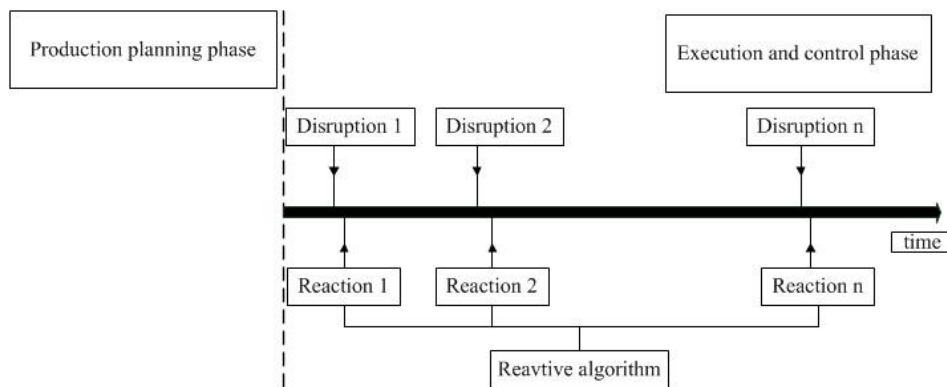 Production planning phase
Execution and control phase
Disruption 1
Disruption 2
Disruption n
time
Reaction 1
Reaction 2
Reaction n
Reavtive algorithm